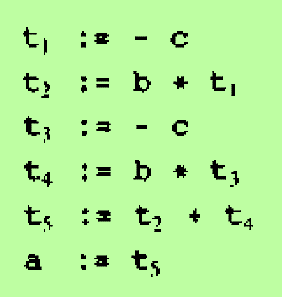 t₁ := - c
t₂ := b * t₁
t₃ := - c
t₄ := b * t₃
t₅ := t₂ + t₄
a := t₅